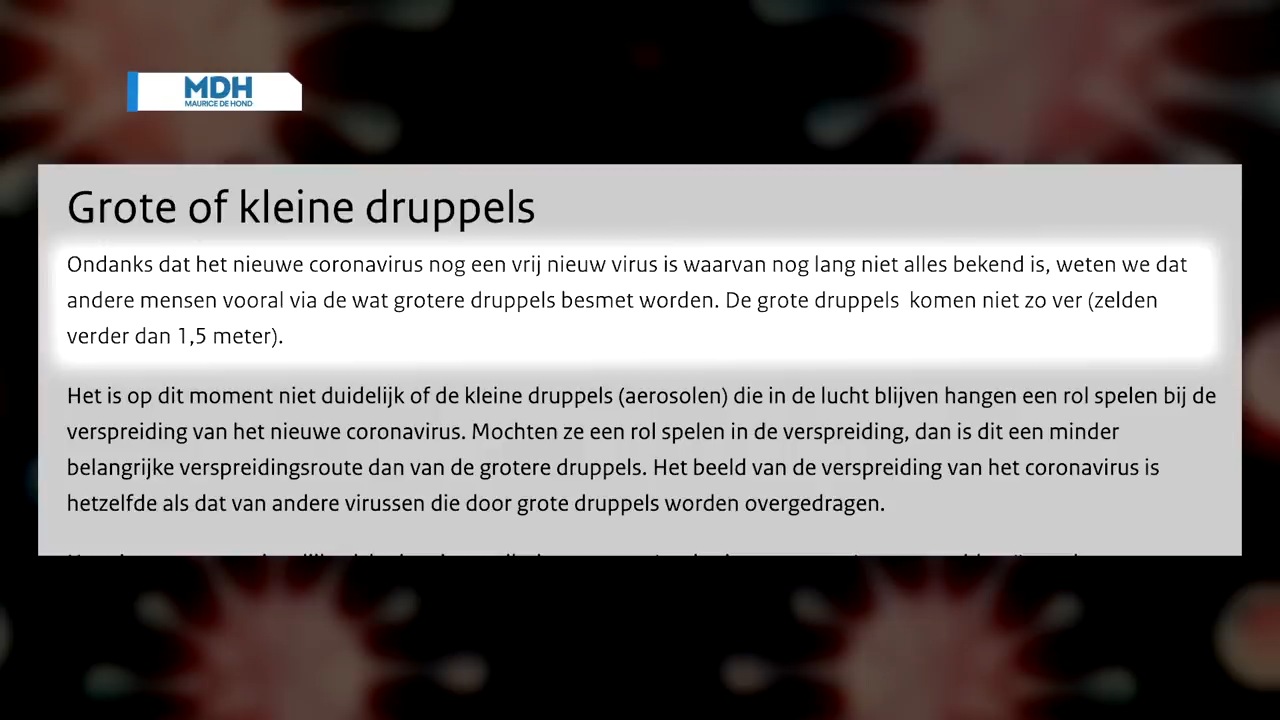 MDH
MAURICE DE HOND
Grote of kleine druppels
Ondanks dat het nieuwe coronavirus nog een vrij nieuw virus is waarvan nog lang niet alles bekend is, weten we dat
andere mensen vooral via de wat grotere druppels besmet worden. De grote druppels komen niet zo ver (zelden
verder dan 1,5 meter).
Het is op dit moment niet duidelijk of de kleine druppels (aerosolen) die in de lucht blijven hangen een rol spelen bij de
verspreiding van het nieuwe coronavirus. Mochten ze een rol spelen in de verspreiding, dan is dit een minder
belangrijke verspreidingsroute dan van de grotere druppels. Het beeld van de verspreiding van het coronavirus is
hetzelfde als dat van andere virussen die door grote druppels worden overgedragen.